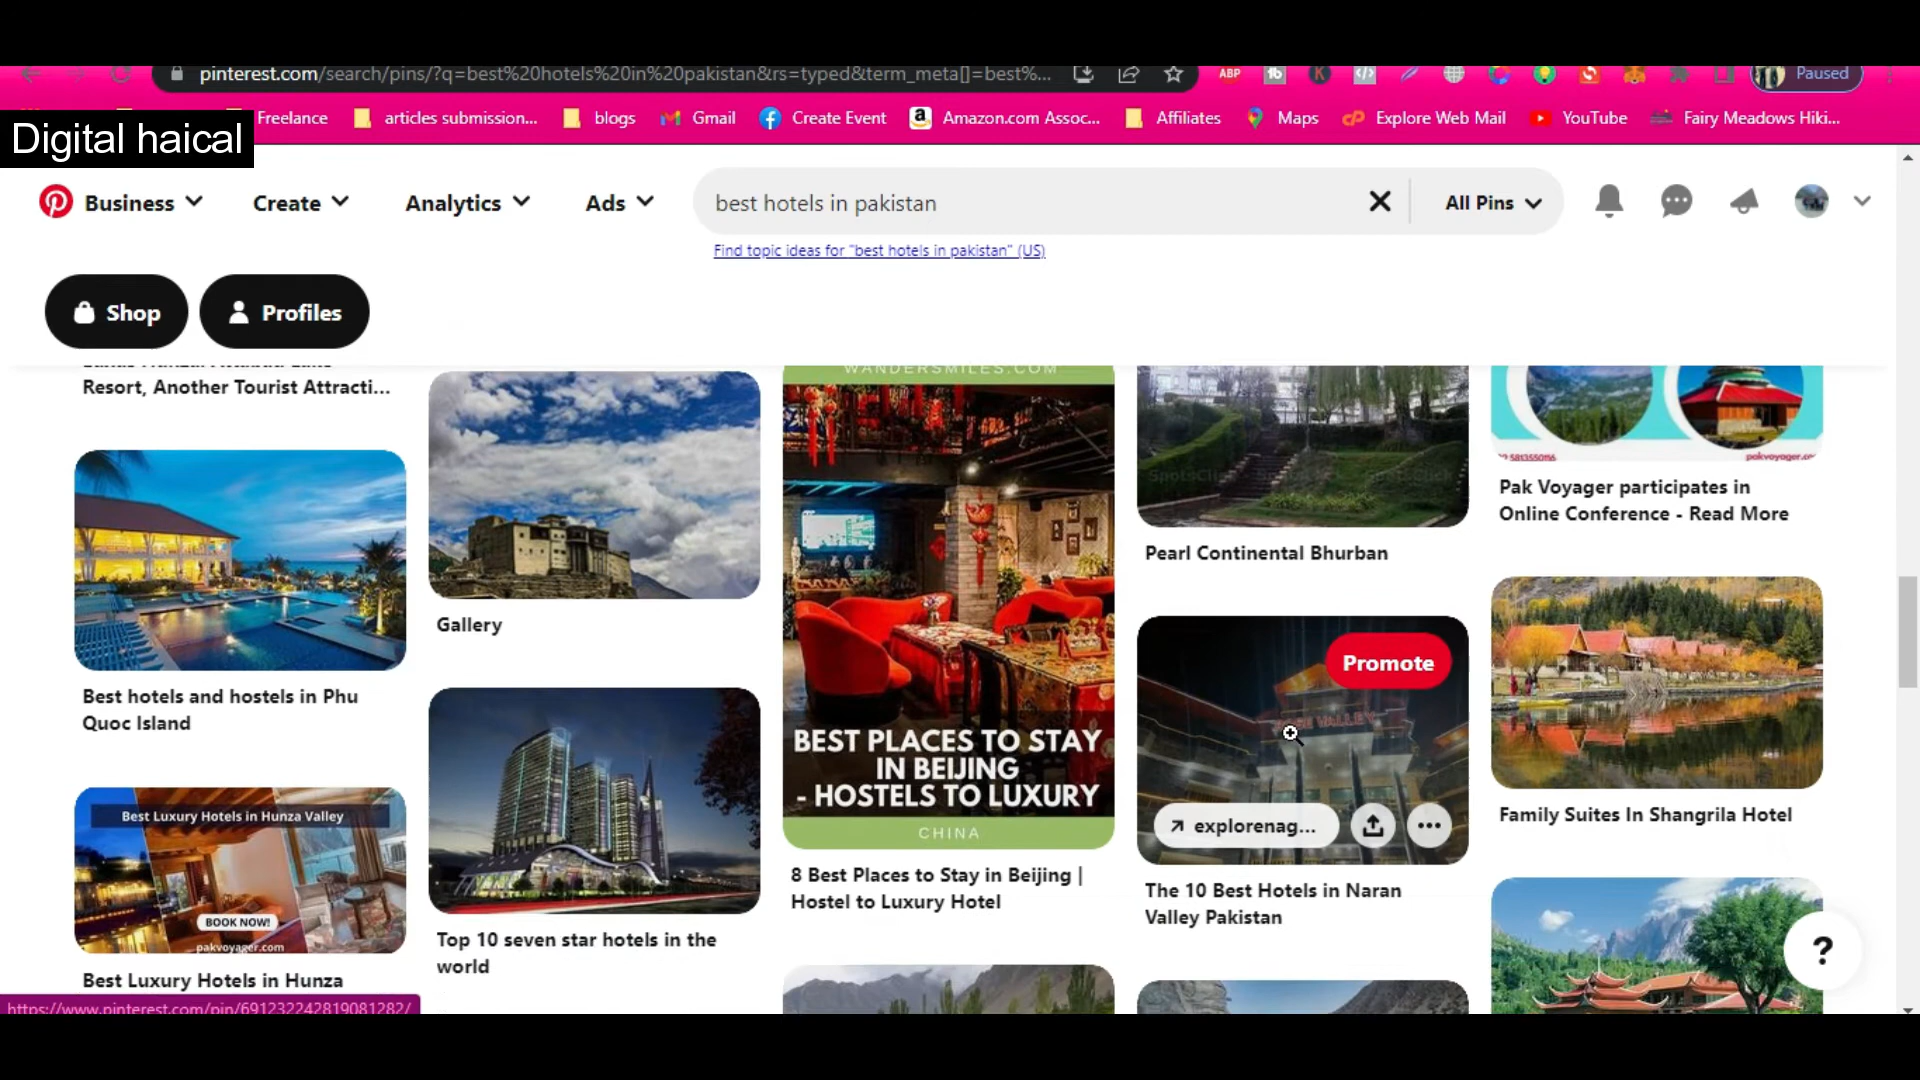 pinterest.com/search/pins/?q=best%20hotels%20in%20pakistan&rs=typed&term_meta[]=best%...
ABP
Paused
Digital haical
Freelance
articles submission...
blogs
Gmail
Create Event
Amazon.com Assoc...
Affiliates
Maps
Explore Web Mail
YouTube
Fairy Meadows Hiki...
Business
Create
Analytics
Ads
best hotels in pakistan
All Pins
Find topic ideas for "best hotels in pakistan" (US)
Shop
Profiles
Resort, Another Tourist Attracti...
Best hotels and hostels in Phu
Quoc Island
Best Luxury Hotels in Hunza Valley
BOOK NOW!
pakvoyager.com
Best Luxury Hotels in Hunza
Gallery
Top 10 seven star hotels in the
world
WANDERSMILES.COM
BEST PLACES TO STAY
IN BEIJING
- HOSTELS TO LUXURY
CHINA
8 Best Places to Stay in Beijing |
Hostel to Luxury Hotel
Pearl Continental Bhurban
Promote
VALLEY
explorenag...
The 10 Best Hotels in Naran
Valley Pakistan
pakvoyager.co
Pak Voyager participates in
Online Conference - Read More
Family Suites In Shangrila Hotel
?
https://www.pinterest.com/pin/691232242819081282/